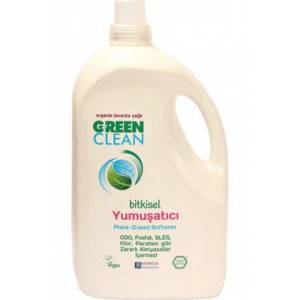 organik lavanta yağlı
GREEN
CLEAN
bitkisel
Yumuşatıcı
Plant-Based Softener
GDO, Fosfat, SLES,
Klor, Paraben gibi
Zararlı Kimyasallar
İçermez!
Vegan